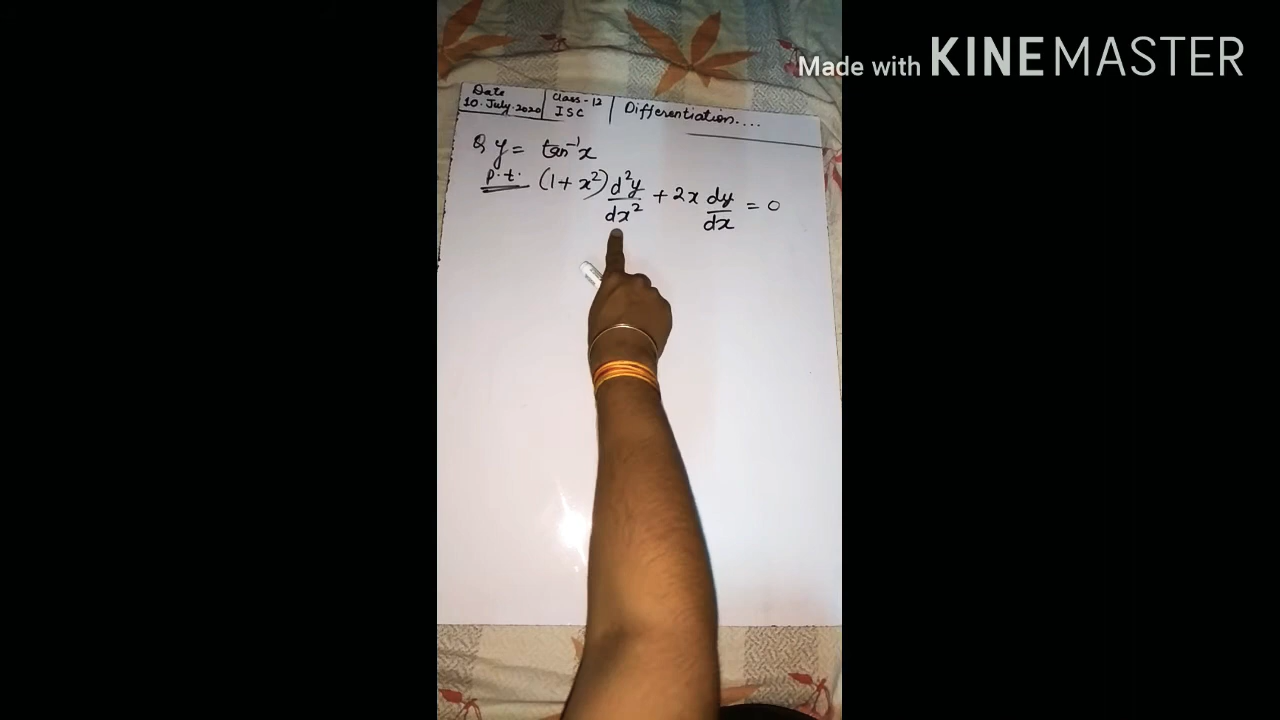 Made with KINEMASTER
Date
10.July.2020
Class-12
ISC
Differentiation....
Q y = tan⁻¹x
p.t. (1 + x²) d²y/dx² + 2x dy/dx = 0